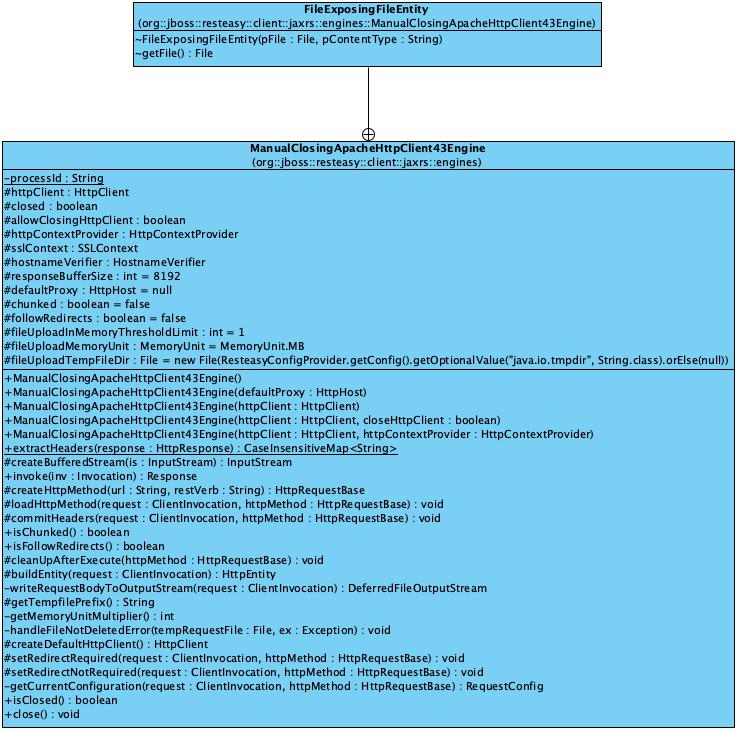 FileExposingFileEntity
(org::jboss::resteasy::client::jaxrs::engines::ManualClosingApacheHttpClient43Engine)
~FileExposingFileEntity(pFile : File, pContentType : String)
~getFile() : File
ManualClosingApacheHttpClient43Engine
(org::jboss::resteasy::client::jaxrs::engines)
-processId : String
#httpClient : HttpClient
#closed : boolean
#allowClosingHttpClient : boolean
#httpContextProvider : HttpContextProvider
#sslContext : SSLContext
#hostnameVerifier : HostnameVerifier
#responseBufferSize : int = 8192
#defaultProxy : HttpHost = null
#chunked : boolean = false
#followRedirects : boolean = false
#fileUploadInMemoryThresholdLimit : int = 1
#fileUploadMemoryUnit : MemoryUnit = MemoryUnit.MB
#fileUploadTempFileDir : File = new File(ResteasyConfigProvider.getConfig().getOptionalValue("java.io.tmpdir", String.class).orElse(null))
+ManualClosingApacheHttpClient43Engine()
+ManualClosingApacheHttpClient43Engine(defaultProxy : HttpHost)
+ManualClosingApacheHttpClient43Engine(httpClient : HttpClient)
+ManualClosingApacheHttpClient43Engine(httpClient : HttpClient, closeHttpClient : boolean)
+ManualClosingApacheHttpClient43Engine(httpClient : HttpClient, httpContextProvider : HttpContextProvider)
+extractHeaders(response : HttpResponse) : CaseInsensitiveMap<String>
#createBufferedStream(is : InputStream) : InputStream
+invoke(inv : Invocation) : Response
#createHttpMethod(url : String, restVerb : String) : HttpRequestBase
#loadHttpMethod(request : ClientInvocation, httpMethod : HttpRequestBase) : void
#commitHeaders(request : ClientInvocation, httpMethod : HttpRequestBase) : void
+isChunked() : boolean
+isFollowRedirects() : boolean
#cleanUpAfterExecute(httpMethod : HttpRequestBase) : void
#buildEntity(request : ClientInvocation) : HttpEntity
-writeRequestBodyToOutputStream(request : ClientInvocation) : DeferredFileOutputStream
#getTempfilePrefix() : String
-getMemoryUnitMultiplier() : int
-handleFileNotDeletedError(tempRequestFile : File, ex : Exception) : void
#createDefaultHttpClient() : HttpClient
#setRedirectRequired(request : ClientInvocation, httpMethod : HttpRequestBase) : void
#setRedirectNotRequired(request : ClientInvocation, httpMethod : HttpRequestBase) : void
-getCurrentConfiguration(request : ClientInvocation, httpMethod : HttpRequestBase) : RequestConfig
+isClosed() : boolean
+close() : void